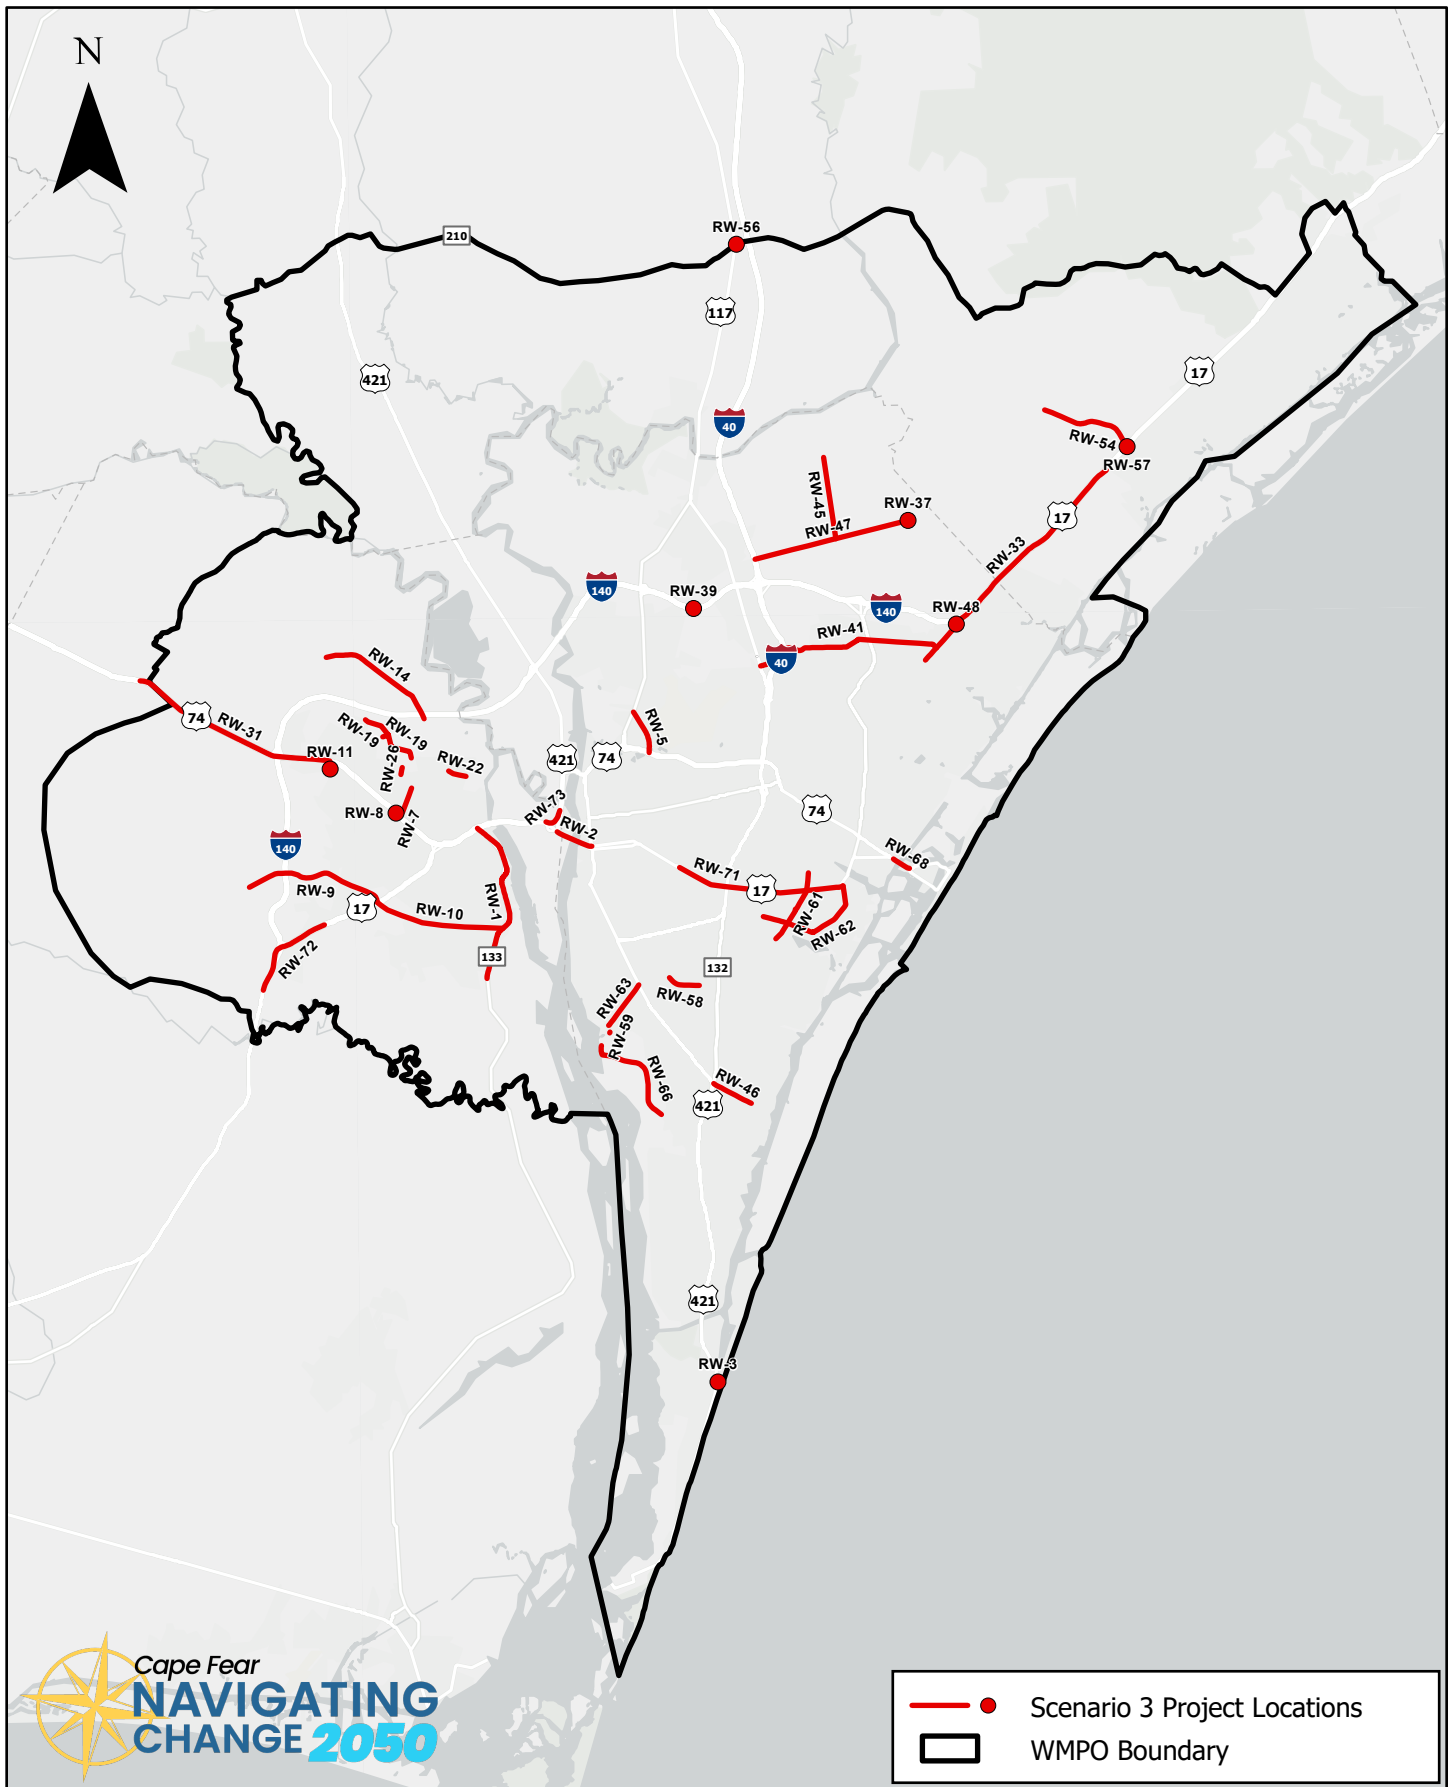 N
210
RW-56
117
421
17
40
RW-54
RW-57
RW-45
RW-37
17
RW-47
RW-33
140
RW-39
140
RW-48
RW-41
40
RW-14
74
RW-31
RW-19
RW-19
RW-5
RW-11
RW-26
RW-22
421
74
RW-8
RW-7
RW-73
RW-2
74
140
RW-68
RW-71
17
RW-9
17
RW-10
RW-1
RW-61
RW-62
RW-72
133
132
RW-63
RW-58
RW-59
RW-66
RW-46
421
421
RW-3
Cape Fear
NAVIGATING
CHANGE 2050
Scenario 3 Project Locations
WMPO Boundary